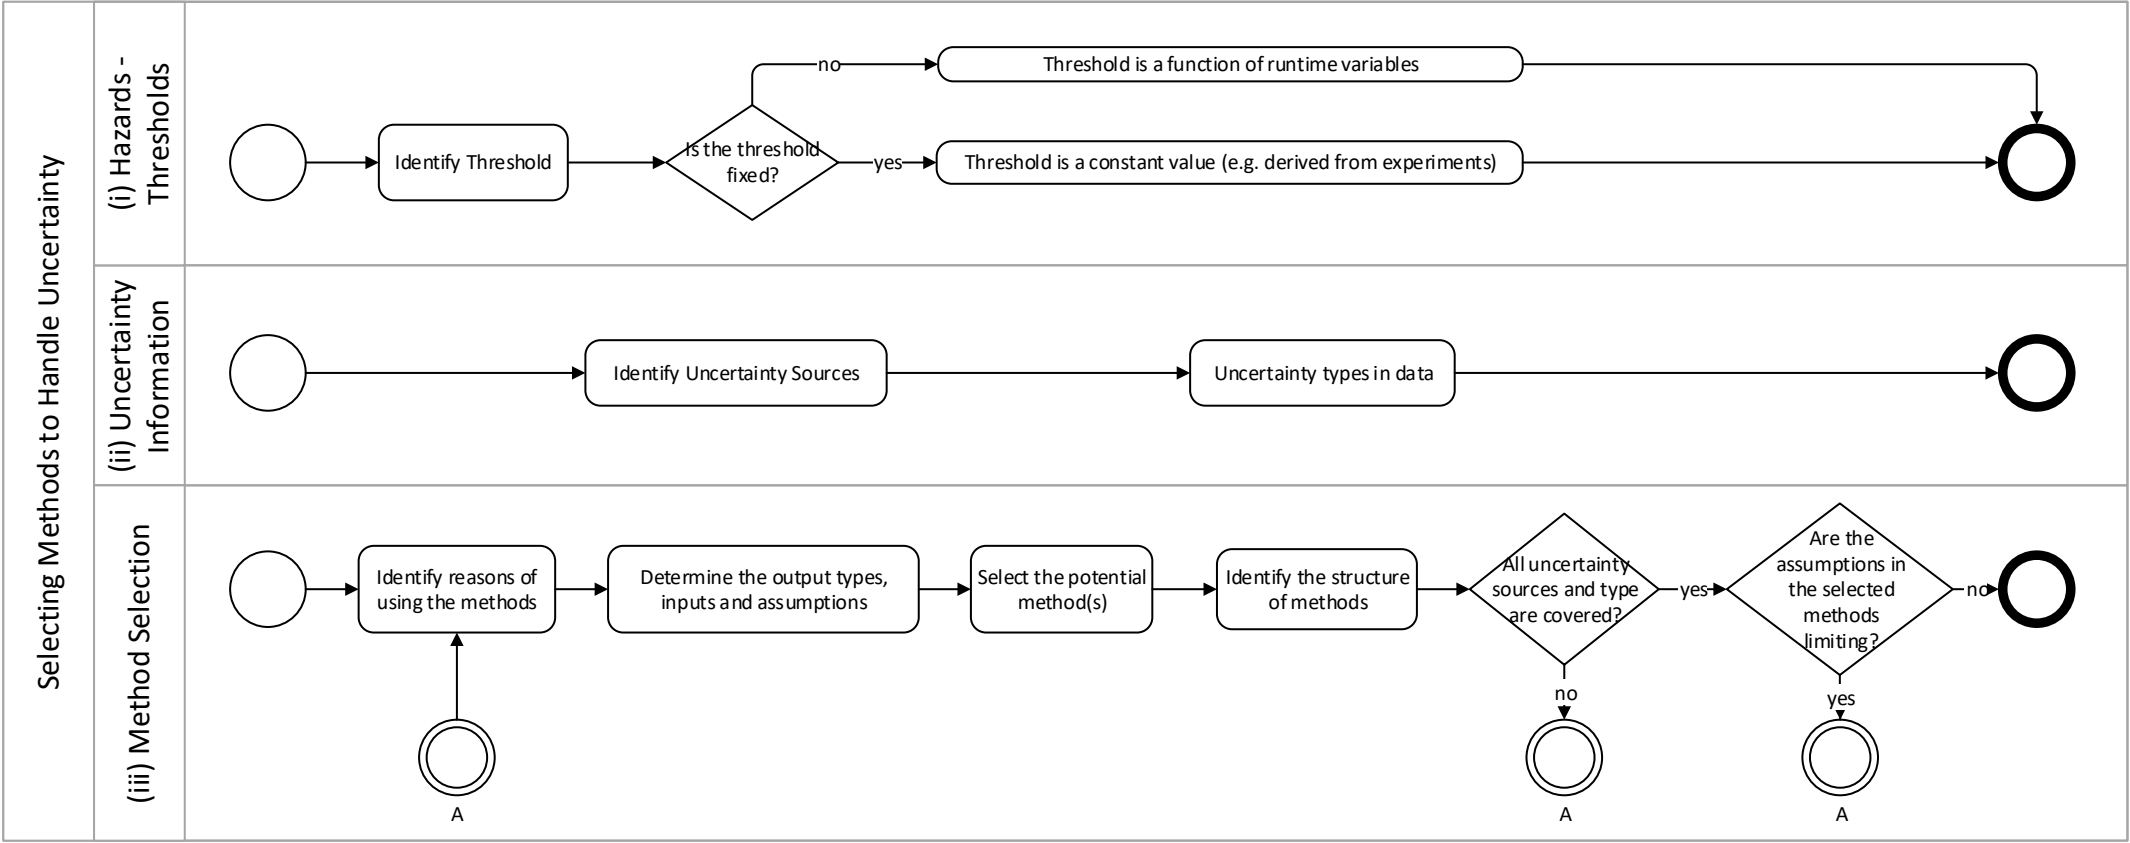 Selecting Methods to Handle Uncertainty
(i) Hazards -
Thresholds
Identify Threshold
Is the threshold
fixed?
no
Threshold is a function of runtime variables
yes
Threshold is a constant value (e.g. derived from experiments)
(ii) Uncertainty
Information
Identify Uncertainty Sources
Uncertainty types in data
(iii) Method Selection
Identify reasons of
using the methods
Determine the output types,
inputs and assumptions
Select the potential
method(s)
Identify the structure
of methods
All uncertainty
sources and type
are covered?
yes
Are the
assumptions in
the selected
methods
limiting?
no
no
yes
A
A
A